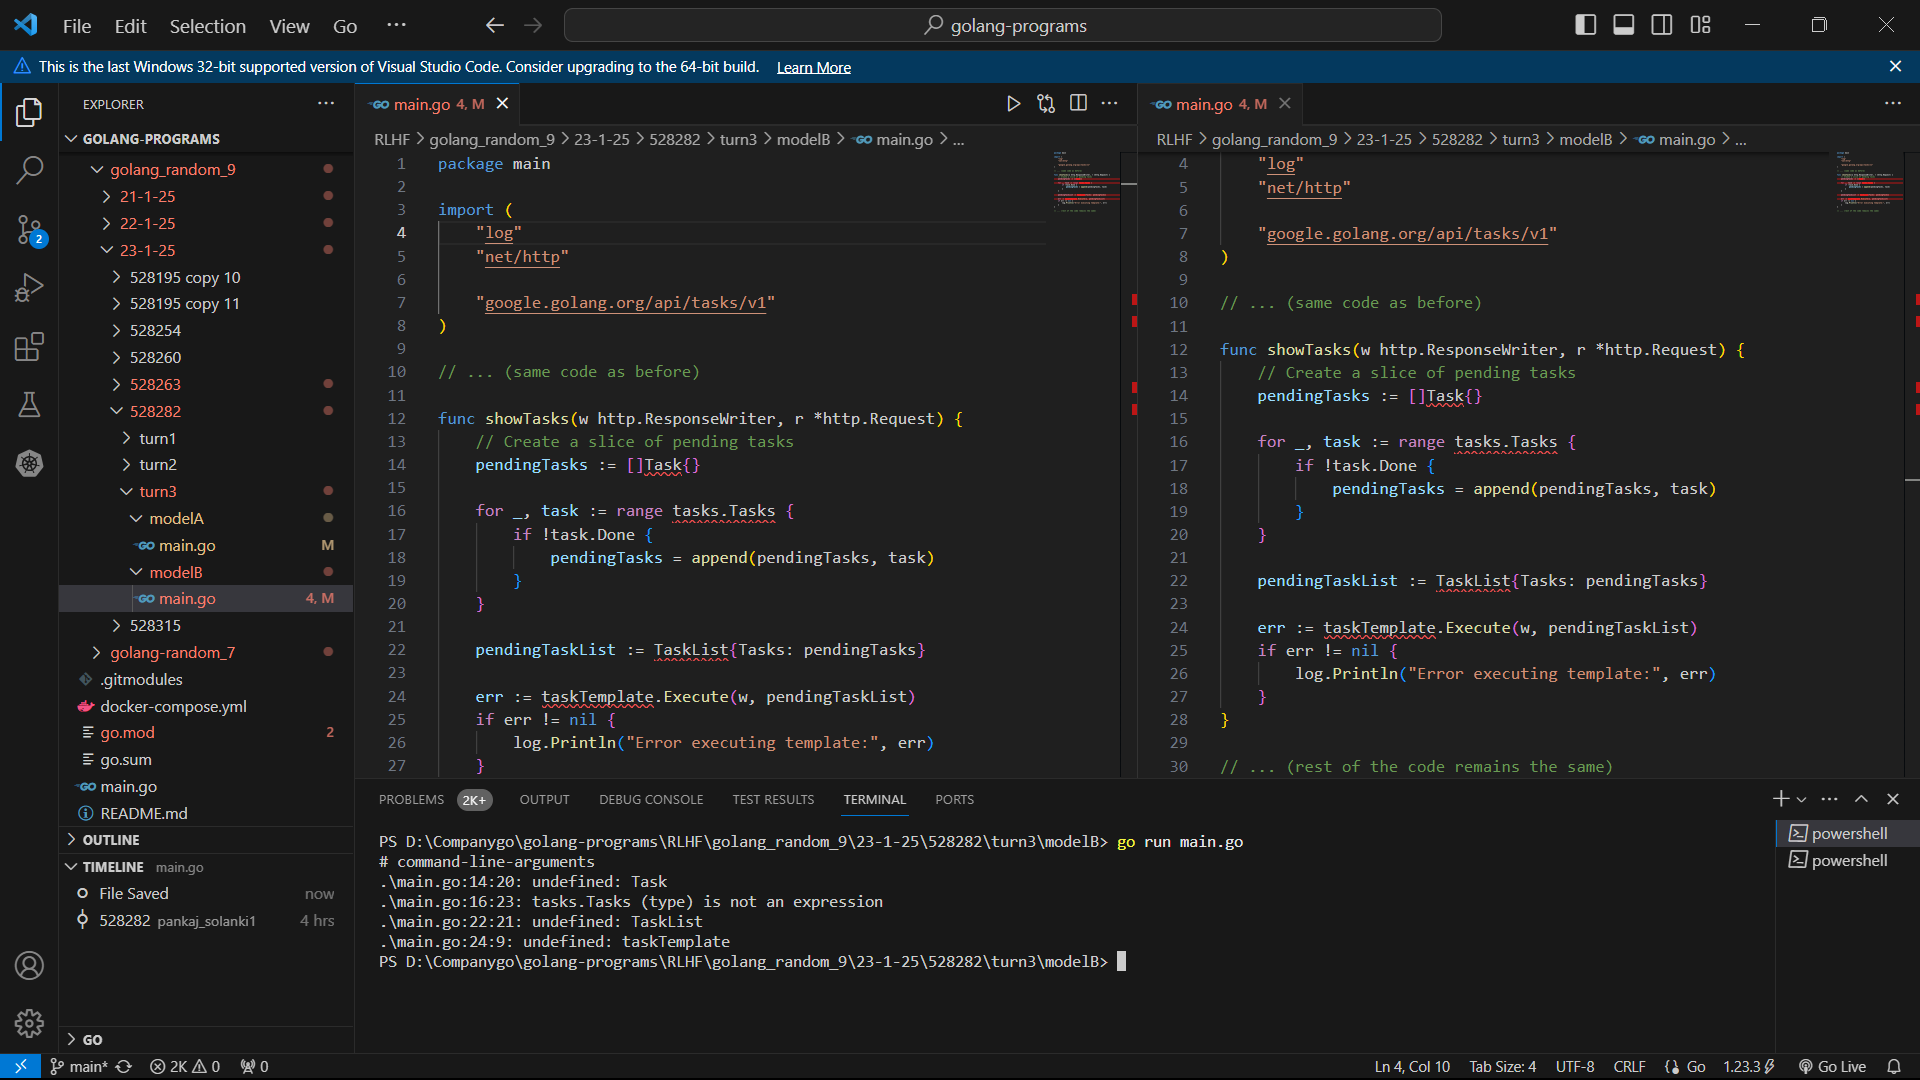 File Edit Selection View Go ··· golang-programs
This is the last Windows 32-bit supported version of Visual Studio Code. Consider upgrading to the 64-bit build. Learn More
EXPLORER
GOLANG-PROGRAMS
golang_random_9
21-1-25
22-1-25
23-1-25
528195 copy 10
528195 copy 11
528254
528260
528263
528282
turn1
turn2
turn3
modelA
main.go M
modelB
main.go 4, M
528315
golang-random_7
.gitmodules
docker-compose.yml
go.mod 2
go.sum
main.go
README.md
OUTLINE
TIMELINE main.go
File Saved now
528282 pankaj_solanki1 4 hrs
GO
2
main.go 4, M
RLHF > golang_random_9 > 23-1-25 > 528282 > turn3 > modelB > main.go > ...
1 package main
2
3 import (
4 "log"
5 "net/http"
6
7 "google.golang.org/api/tasks/v1"
8 )
9
10 // ... (same code as before)
11
12 func showTasks(w http.ResponseWriter, r *http.Request) {
13 // Create a slice of pending tasks
14 pendingTasks := []Task{}
15
16 for _, task := range tasks.Tasks {
17 if !task.Done {
18 pendingTasks = append(pendingTasks, task)
19 }
20 }
21
22 pendingTaskList := TaskList{Tasks: pendingTasks}
23
24 err := taskTemplate.Execute(w, pendingTaskList)
25 if err != nil {
26 log.Println("Error executing template:", err)
27 }
main.go 4, M
RLHF > golang_random_9 > 23-1-25 > 528282 > turn3 > modelB > main.go > ...
4 "log"
5 "net/http"
6
7 "google.golang.org/api/tasks/v1"
8 )
9
10 // ... (same code as before)
11
12 func showTasks(w http.ResponseWriter, r *http.Request) {
13 // Create a slice of pending tasks
14 pendingTasks := []Task{}
15
16 for _, task := range tasks.Tasks {
17 if !task.Done {
18 pendingTasks = append(pendingTasks, task)
19 }
20 }
21
22 pendingTaskList := TaskList{Tasks: pendingTasks}
23
24 err := taskTemplate.Execute(w, pendingTaskList)
25 if err != nil {
26 log.Println("Error executing template:", err)
27 }
28 }
29
30 // ... (rest of the code remains the same)
PROBLEMS 2K+ OUTPUT DEBUG CONSOLE TEST RESULTS TERMINAL PORTS
PS D:\Companygo\golang-programs\RLHF\golang_random_9\23-1-25\528282\turn3\modelB> go run main.go
# command-line-arguments
.\main.go:14:20: undefined: Task
.\main.go:16:23: tasks.Tasks (type) is not an expression
.\main.go:22:21: undefined: TaskList
.\main.go:24:9: undefined: taskTemplate
PS D:\Companygo\golang-programs\RLHF\golang_random_9\23-1-25\528282\turn3\modelB>
powershell
powershell
main* 2K 0 0 Ln 4, Col 10 Tab Size: 4 UTF-8 CRLF {} Go 1.23.3 Go Live